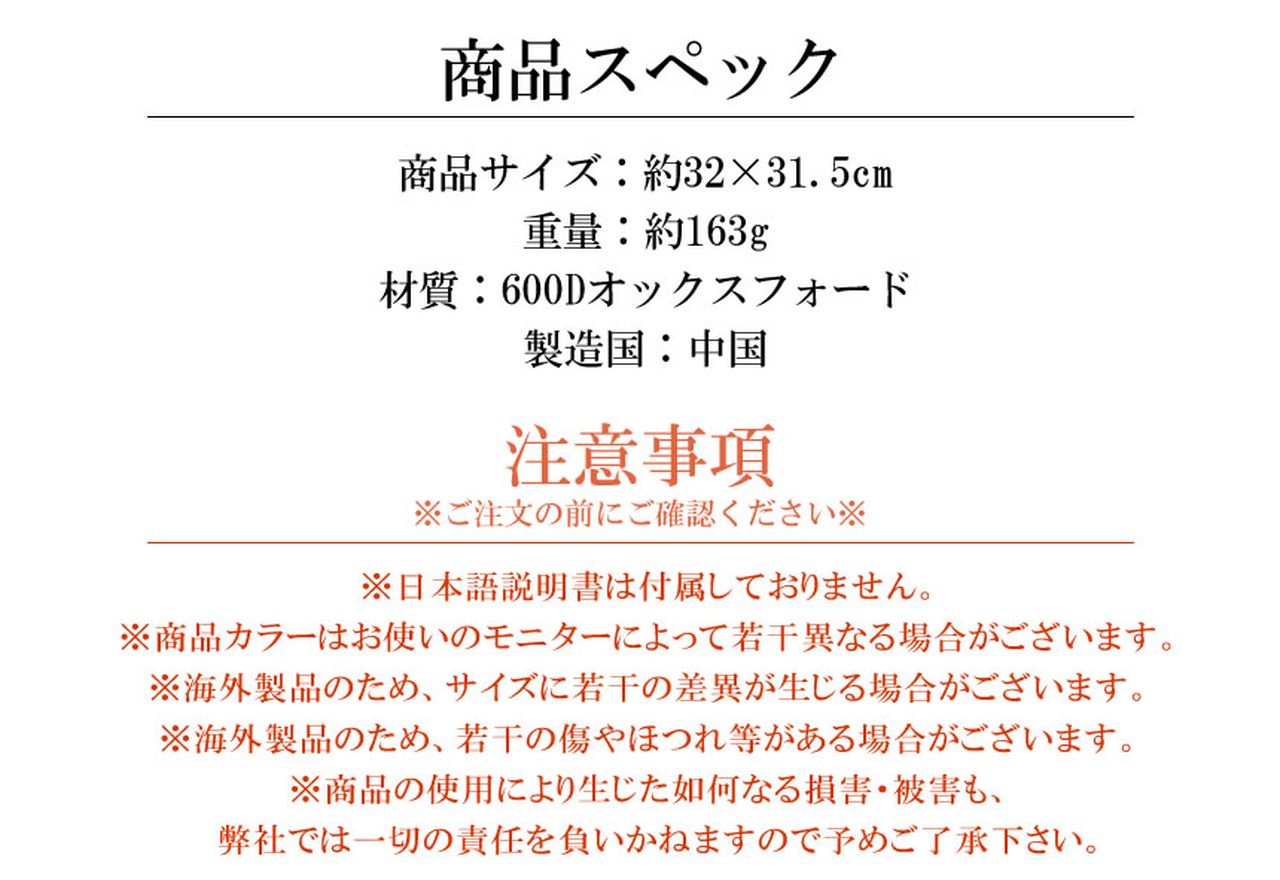 商品スペック
商品サイズ：約32×31.5cm
重量：約163g
材質：600Dオックスフォード
製造国：中国
注意事項
※ご注文の前にご確認ください※
※日本語説明書は付属しておりません。
※商品カラーはお使いのモニターによって若干異なる場合がございます。
※海外製品のため、サイズに若干の差異が生じる場合がございます。
※海外製品のため、若干の傷やほつれ等がある場合がございます。
※商品の使用により生じた如何なる損害・被害も、
弊社では一切の責任を負いかねますので予めご了承下さい。